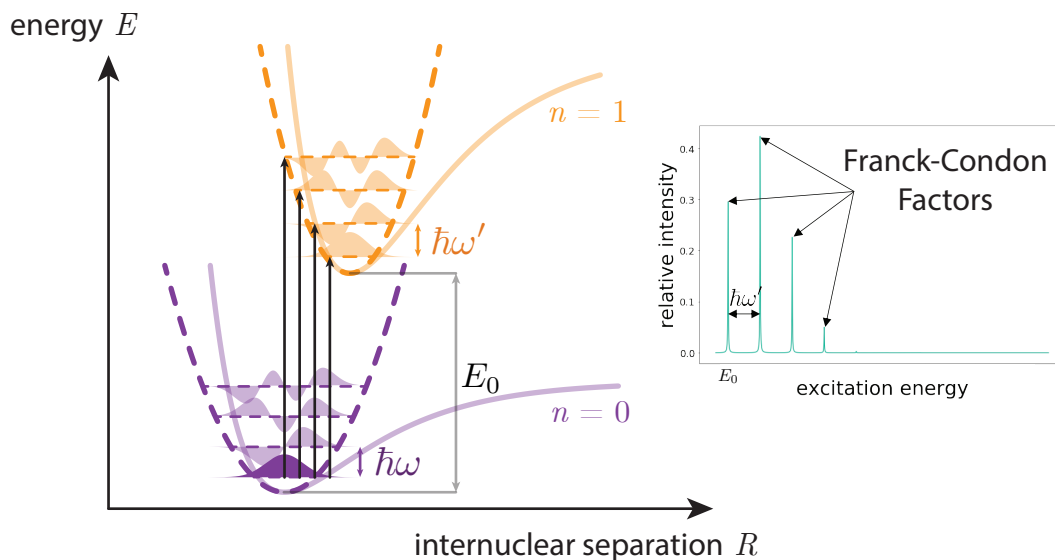 energy E
n = 1
ħω′
E₀
n = 0
ħω
internuclear separation R
0.4
0.3
0.2
0.1
0.0
relative intensity
Franck-Condon
Factors
ħω′
E₀
excitation energy